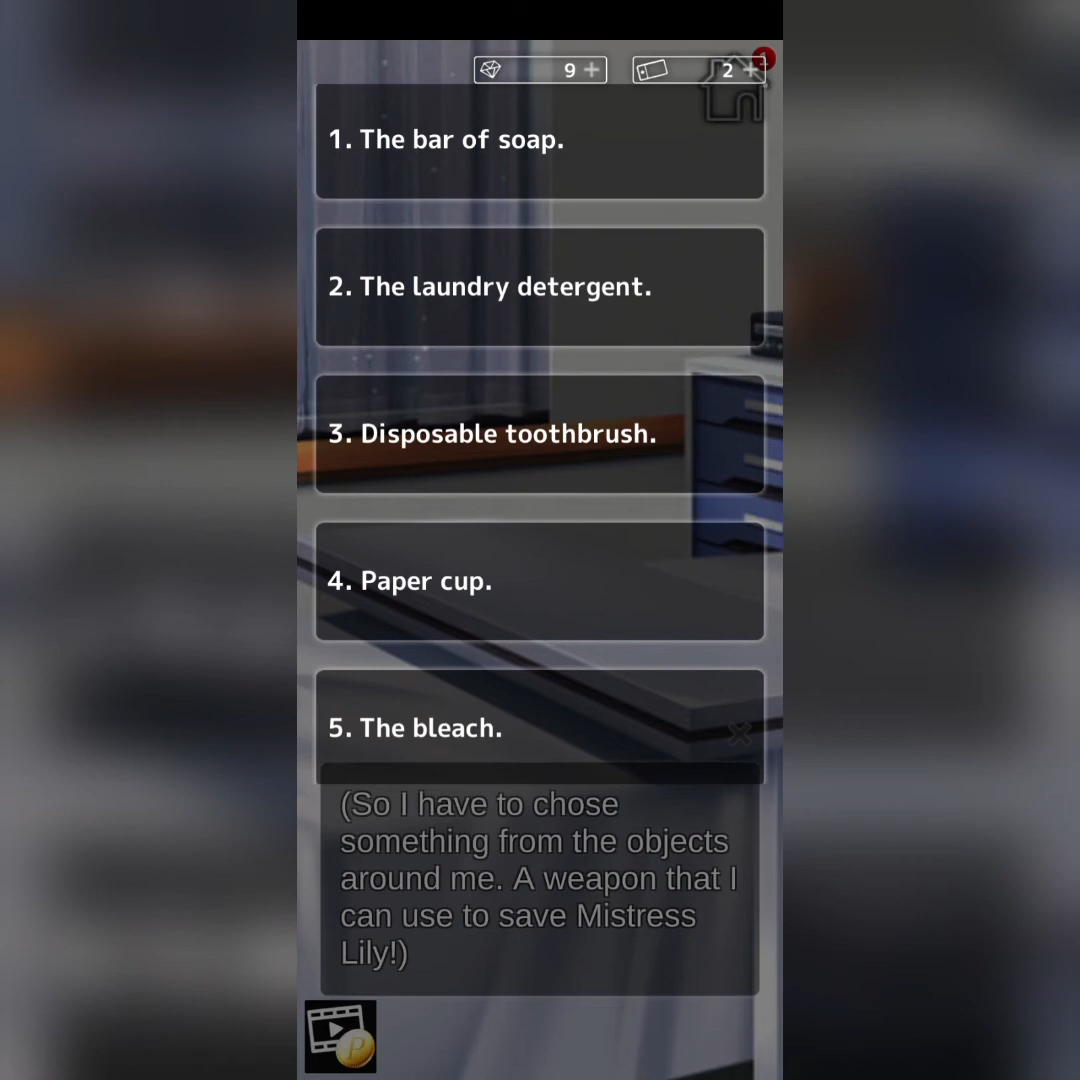 9 +
2 +
1
1. The bar of soap.
2. The laundry detergent.
3. Disposable toothbrush.
4. Paper cup.
5. The bleach.
(So I have to chose
something from the objects
around me. A weapon that I
can use to save Mistress
Lily!)
P